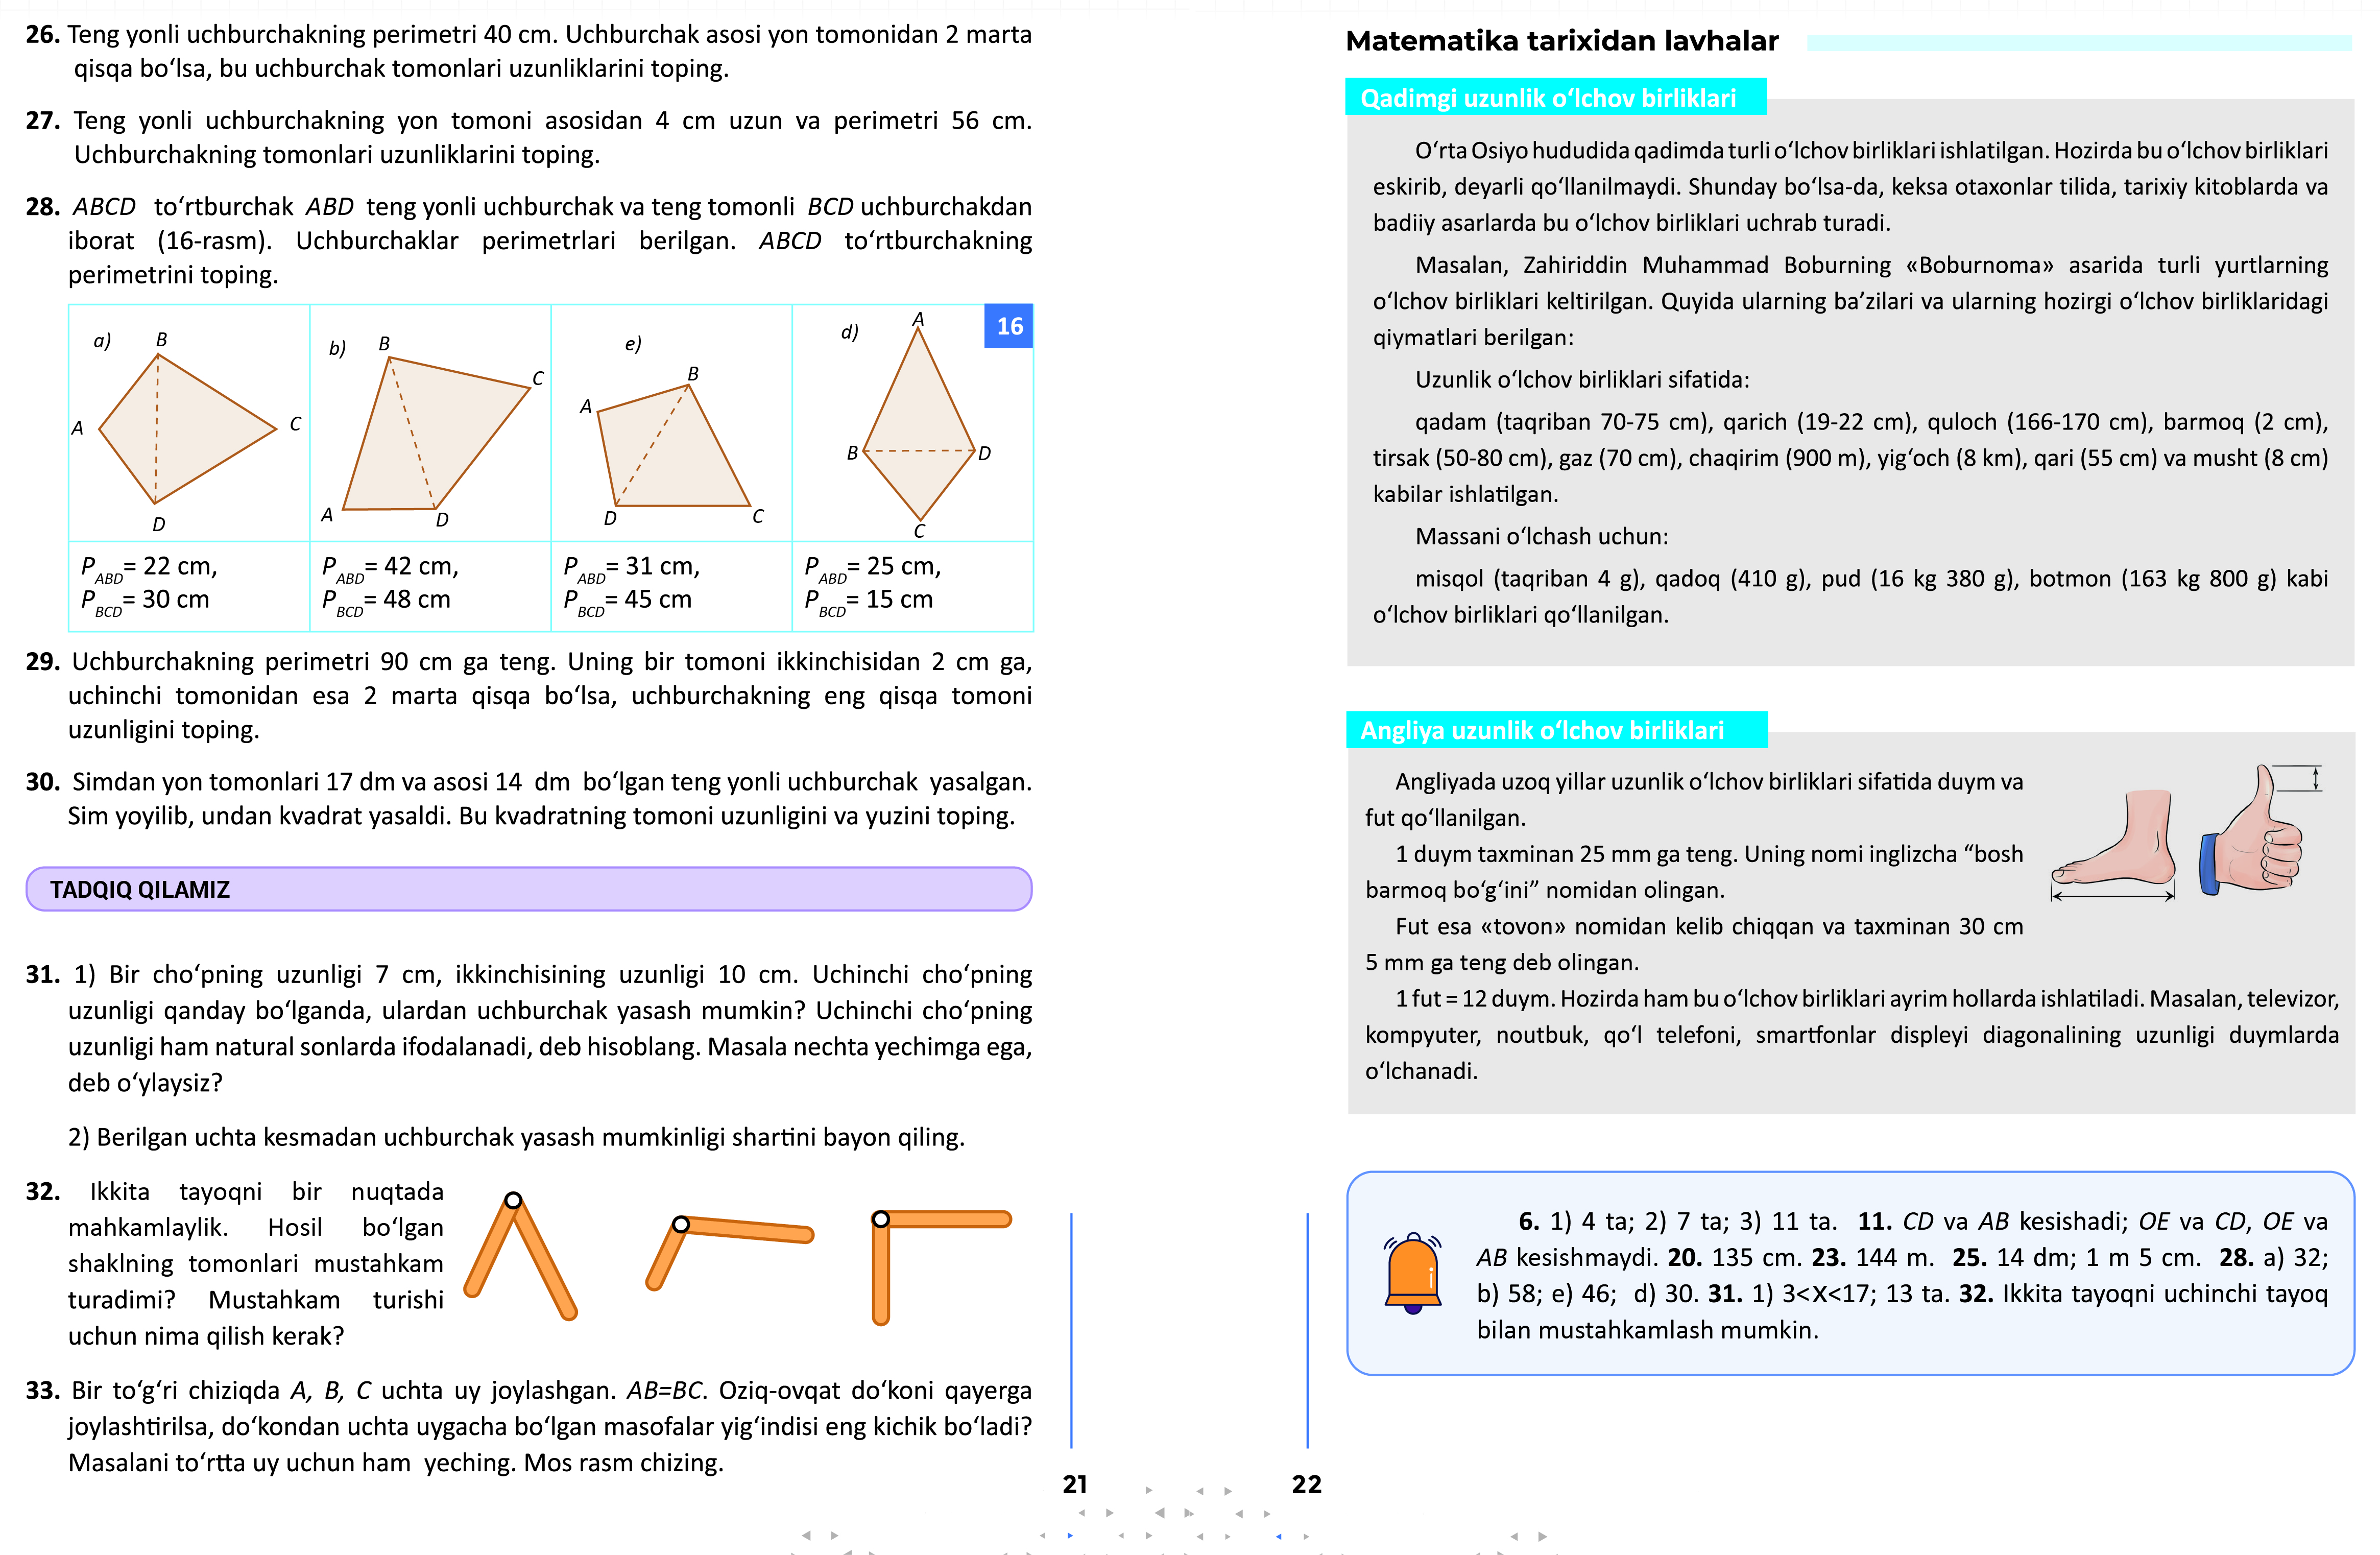 26. Teng yonli uchburchakning perimetri 40 cm. Uchburchak asosi yon tomonidan 2 marta
qisqa bo‘lsa, bu uchburchak tomonlari uzunliklarini toping.
27. Teng yonli uchburchakning yon tomoni asosidan 4 cm uzun va perimetri 56 cm.
Uchburchakning tomonlari uzunliklarini toping.
28. ABCD to‘rtburchak ABD teng yonli uchburchak va teng tomonli BCD uchburchakdan
iborat (16-rasm). Uchburchaklar perimetrlari berilgan. ABCD to‘rtburchakning
perimetrini toping.
16
a) B
A C
D
b) B
C
A D
e)
B
A
D C
d) A
B D
C
P_ABD = 22 cm,
P_BCD = 30 cm
P_ABD = 42 cm,
P_BCD = 48 cm
P_ABD = 31 cm,
P_BCD = 45 cm
P_ABD = 25 cm,
P_BCD = 15 cm
29. Uchburchakning perimetri 90 cm ga teng. Uning bir tomoni ikkinchisidan 2 cm ga,
uchinchi tomonidan esa 2 marta qisqa bo‘lsa, uchburchakning eng qisqa tomoni
uzunligini toping.
30. Simdan yon tomonlari 17 dm va asosi 14 dm bo‘lgan teng yonli uchburchak yasalgan.
Sim yoyilib, undan kvadrat yasaldi. Bu kvadratning tomoni uzunligini va yuzini toping.
TADQIQ QILAMIZ
31. 1) Bir cho‘pning uzunligi 7 cm, ikkinchisining uzunligi 10 cm. Uchinchi cho‘pning
uzunligi qanday bo‘lganda, ulardan uchburchak yasash mumkin? Uchinchi cho‘pning
uzunligi ham natural sonlarda ifodalanadi, deb hisoblang. Masala nechta yechimga ega,
deb o‘ylaysiz?
2) Berilgan uchta kesmadan uchburchak yasash mumkinligi shartini bayon qiling.
32. Ikkita tayoqni bir nuqtada
mahkamlaylik. Hosil bo‘lgan
shaklning tomonlari mustahkam
turadimi? Mustahkam turishi
uchun nima qilish kerak?
33. Bir to‘g‘ri chiziqda A, B, C uchta uy joylashgan. AB=BC. Oziq-ovqat do‘koni qayerga
joylashtirilsa, do‘kondan uchta uygacha bo‘lgan masofalar yig‘indisi eng kichik bo‘ladi?
Masalani to‘rtta uy uchun ham yeching. Mos rasm chizing.
21
Matematika tarixidan lavhalar
Qadimgi uzunlik o‘lchov birliklari
O‘rta Osiyo hududida qadimda turli o‘lchov birliklari ishlatilgan. Hozirda bu o‘lchov birliklari
eskirib, deyarli qo‘llanilmaydi. Shunday bo‘lsa-da, keksa otaxonlar tilida, tarixiy kitoblarda va
badiiy asarlarda bu o‘lchov birliklari uchrab turadi.
Masalan, Zahiriddin Muhammad Boburning «Boburnoma» asarida turli yurtlarning
o‘lchov birliklari keltirilgan. Quyida ularning ba’zilari va ularning hozirgi o‘lchov birliklaridagi
qiymatlari berilgan:
Uzunlik o‘lchov birliklari sifatida:
qadam (taqriban 70-75 cm), qarich (19-22 cm), quloch (166-170 cm), barmoq (2 cm),
tirsak (50-80 cm), gaz (70 cm), chaqirim (900 m), yig‘och (8 km), qari (55 cm) va musht (8 cm)
kabilar ishlatilgan.
Massani o‘lchash uchun:
misqol (taqriban 4 g), qadoq (410 g), pud (16 kg 380 g), botmon (163 kg 800 g) kabi
o‘lchov birliklari qo‘llanilgan.
Angliya uzunlik o‘lchov birliklari
Angliyada uzoq yillar uzunlik o‘lchov birliklari sifatida duym va
fut qo‘llanilgan.
1 duym taxminan 25 mm ga teng. Uning nomi inglizcha “bosh
barmoq bo‘g‘ini” nomidan olingan.
Fut esa «tovon» nomidan kelib chiqqan va taxminan 30 cm
5 mm ga teng deb olingan.
1 fut = 12 duym. Hozirda ham bu o‘lchov birliklari ayrim hollarda ishlatiladi. Masalan, televizor,
kompyuter, noutbuk, qo‘l telefoni, smartfonlar displeyi diagonalining uzunligi duymlarda
o‘lchanadi.
6. 1) 4 ta; 2) 7 ta; 3) 11 ta. 11. CD va AB kesishadi; OE va CD, OE va
AB kesishmaydi. 20. 135 cm. 23. 144 m. 25. 14 dm; 1 m 5 cm. 28. a) 32;
b) 58; e) 46; d) 30. 31. 1) 3<X<17; 13 ta. 32. Ikkita tayoqni uchinchi tayoq
bilan mustahkamlash mumkin.
22